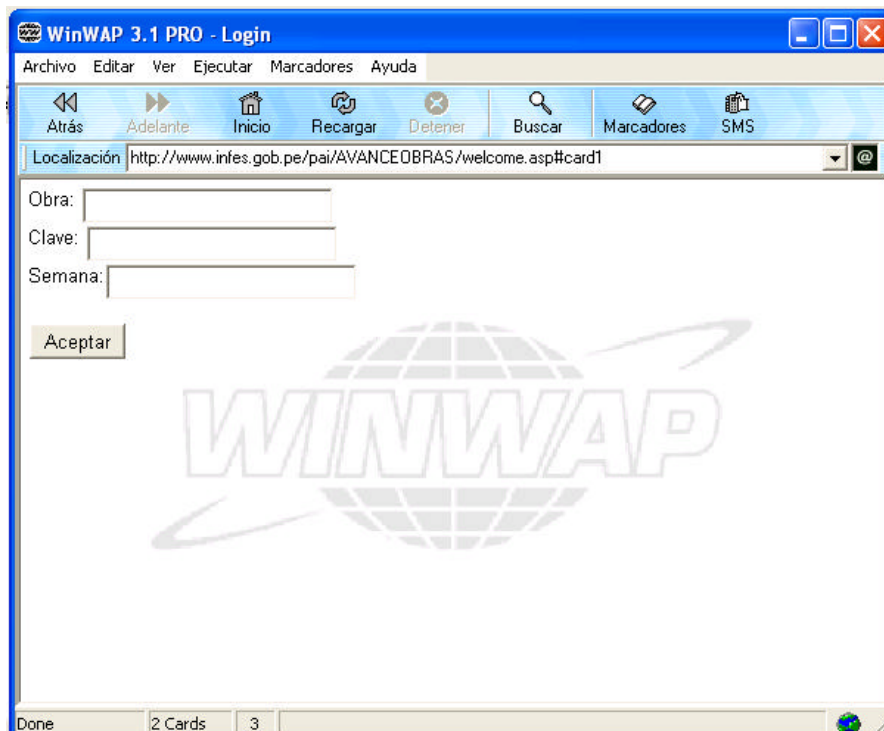 WinWAP 3.1 PRO - Login
Archivo Editar Ver Ejecutar Marcadores Ayuda
Atrás Adelante Inicio Recargar Detener Buscar Marcadores SMS
Localización http://www.infes.gob.pe/pai/AVANCEOBRAS/welcome.asp#card1 @
Obra:
Clave:
Semana:
Aceptar
WINWAP
Done 2 Cards 3